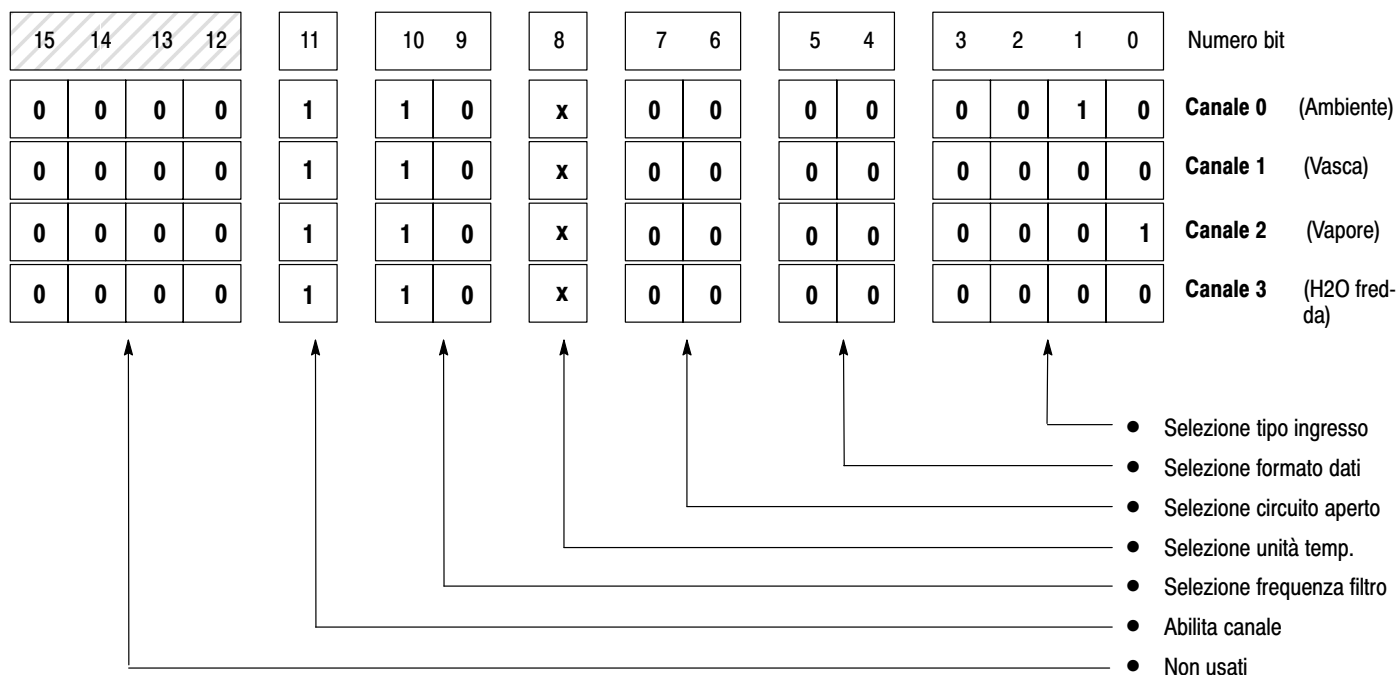 15 14 13 12 11 10 9 8 7 6 5 4 3 2 1 0 Numero bit
0 0 0 0 1 1 0 x 0 0 0 0 0 0 1 0 Canale 0 (Ambiente)
0 0 0 0 1 1 0 x 0 0 0 0 0 0 0 0 Canale 1 (Vasca)
0 0 0 0 1 1 0 x 0 0 0 0 0 0 0 1 Canale 2 (Vapore)
0 0 0 0 1 1 0 x 0 0 0 0 0 0 0 0 Canale 3 (H2O fred-
da)
● Selezione tipo ingresso
● Selezione formato dati
● Selezione circuito aperto
● Selezione unità temp.
● Selezione frequenza filtro
● Abilita canale
● Non usati